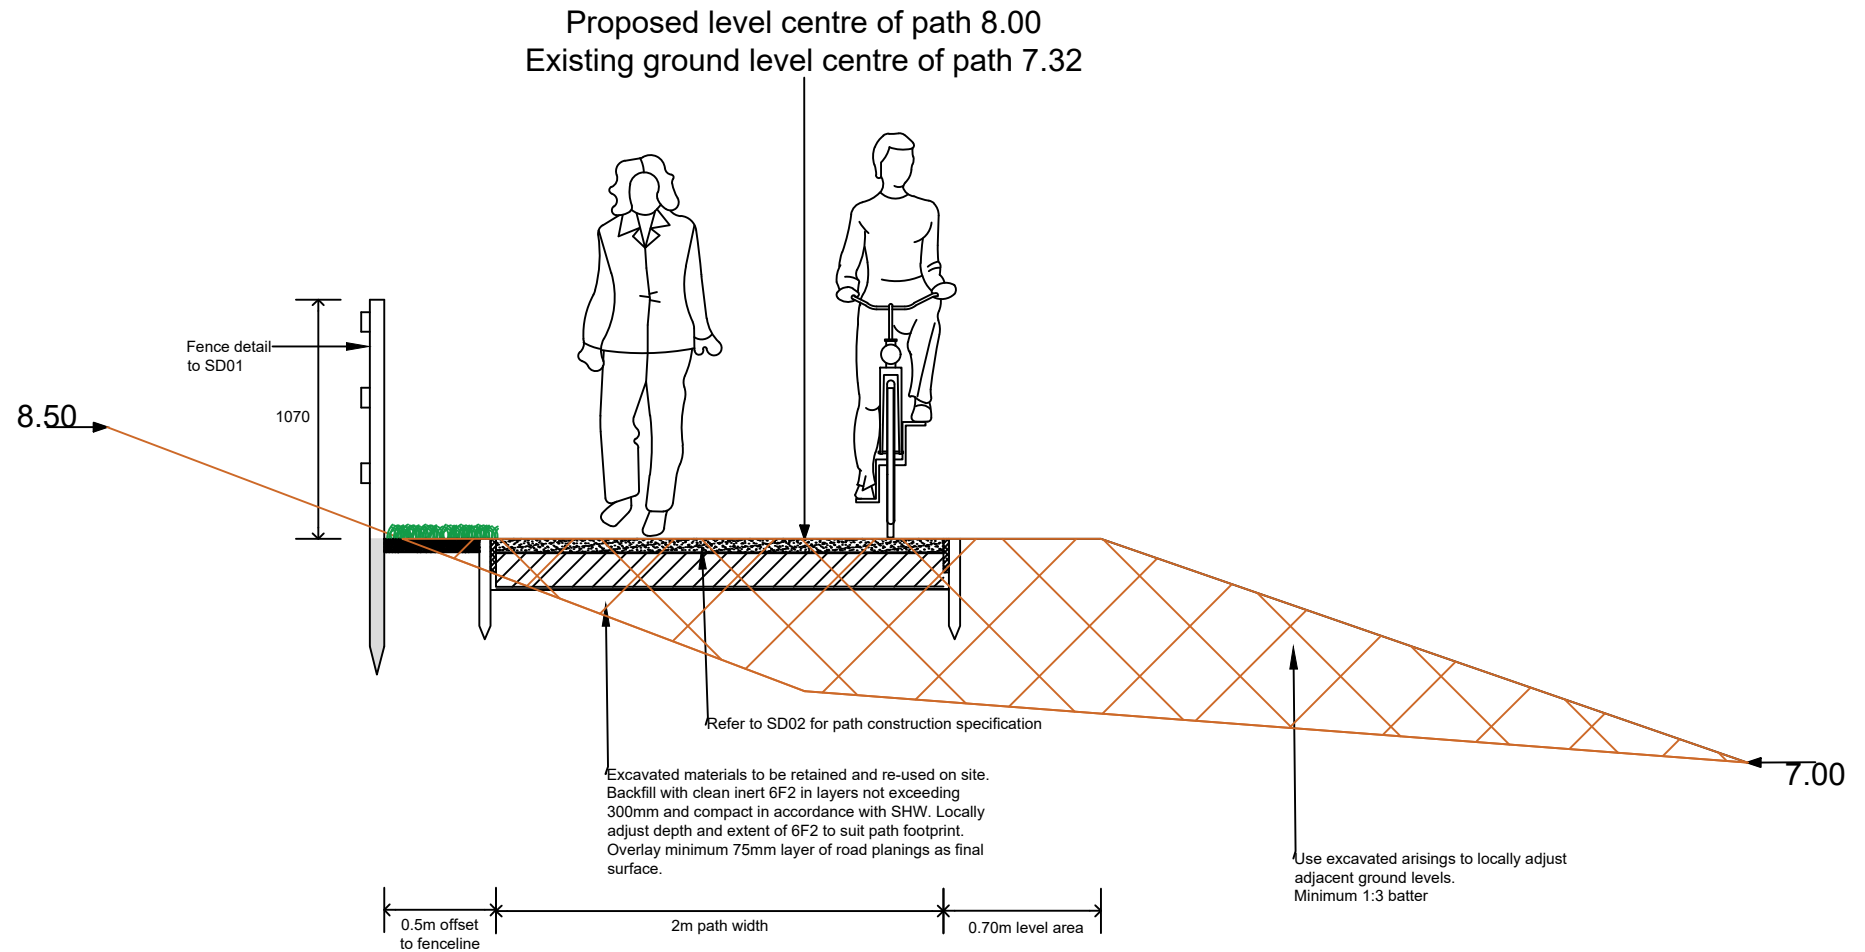 Proposed level centre of path 8.00
Existing ground level centre of path 7.32
Fence detail
to SD01
1070
8.50
Refer to SD02 for path construction specification
7.00
Excavated materials to be retained and re-used on site.
Backfill with clean inert 6F2 in layers not exceeding
300mm and compact in accordance with SHW. Locally
adjust depth and extent of 6F2 to suit path footprint.
Overlay minimum 75mm layer of road planings as final
surface.
Use excavated arisings to locally adjust
adjacent ground levels.
Minimum 1:3 batter
0.5m offset
to fenceline
2m path width
0.70m level area